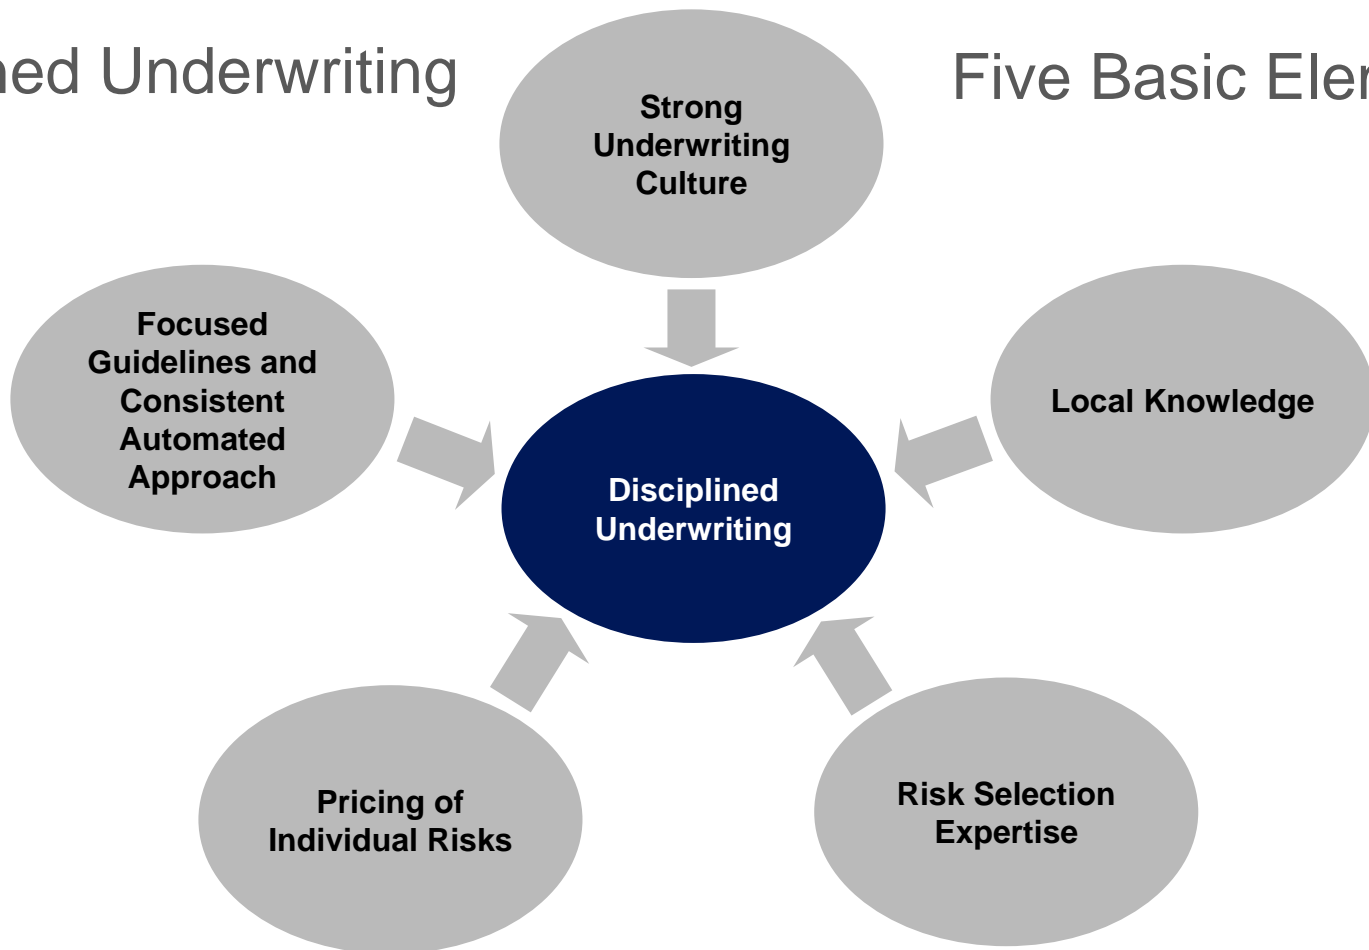 ned Underwriting
Five Basic Eler
Strong
Underwriting
Culture
Focused
Guidelines and
Consistent
Automated
Approach
Local Knowledge
Disciplined
Underwriting
Pricing of
Individual Risks
Risk Selection
Expertise